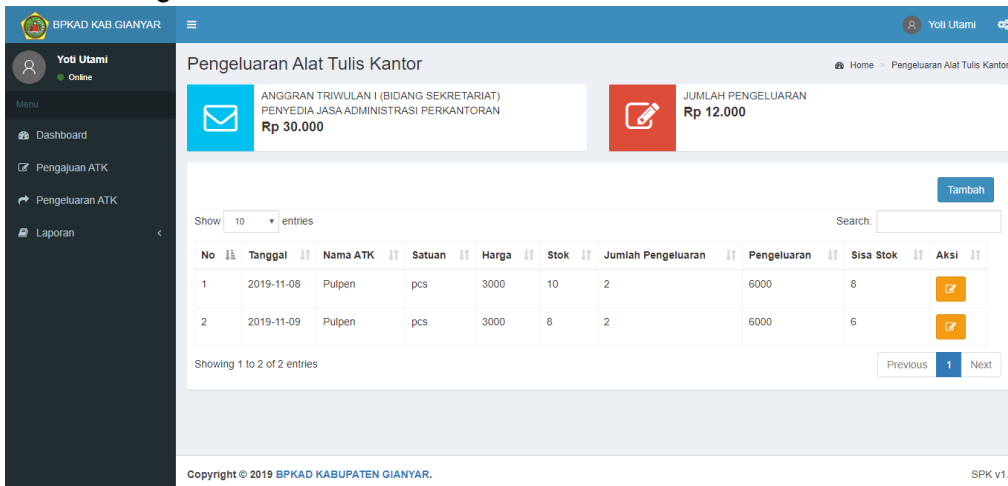 BPKAD KAB.GIANYAR
Yoti Utami
Yoti Utami
Online
Menu
Dashboard
Pengajuan ATK
Pengeluaran ATK
Laporan
Pengeluaran Alat Tulis Kantor
Home > Pengeluaran Alat Tulis Kantor
ANGGRAN TRIWULAN I (BIDANG SEKRETARIAT)
PENYEDIA JASA ADMINISTRASI PERKANTORAN
Rp 30.000
JUMLAH PENGELUARAN
Rp 12.000
Tambah
Show 10 entries
Search:
No Tanggal Nama ATK Satuan Harga Stok Jumlah Pengeluaran Pengeluaran Sisa Stok Aksi
1 2019-11-08 Pulpen pcs 3000 10 2 6000 8
2 2019-11-09 Pulpen pcs 3000 8 2 6000 6
Showing 1 to 2 of 2 entries
Previous 1 Next
Copyright © 2019 BPKAD KABUPATEN GIANYAR.
SPK v1.